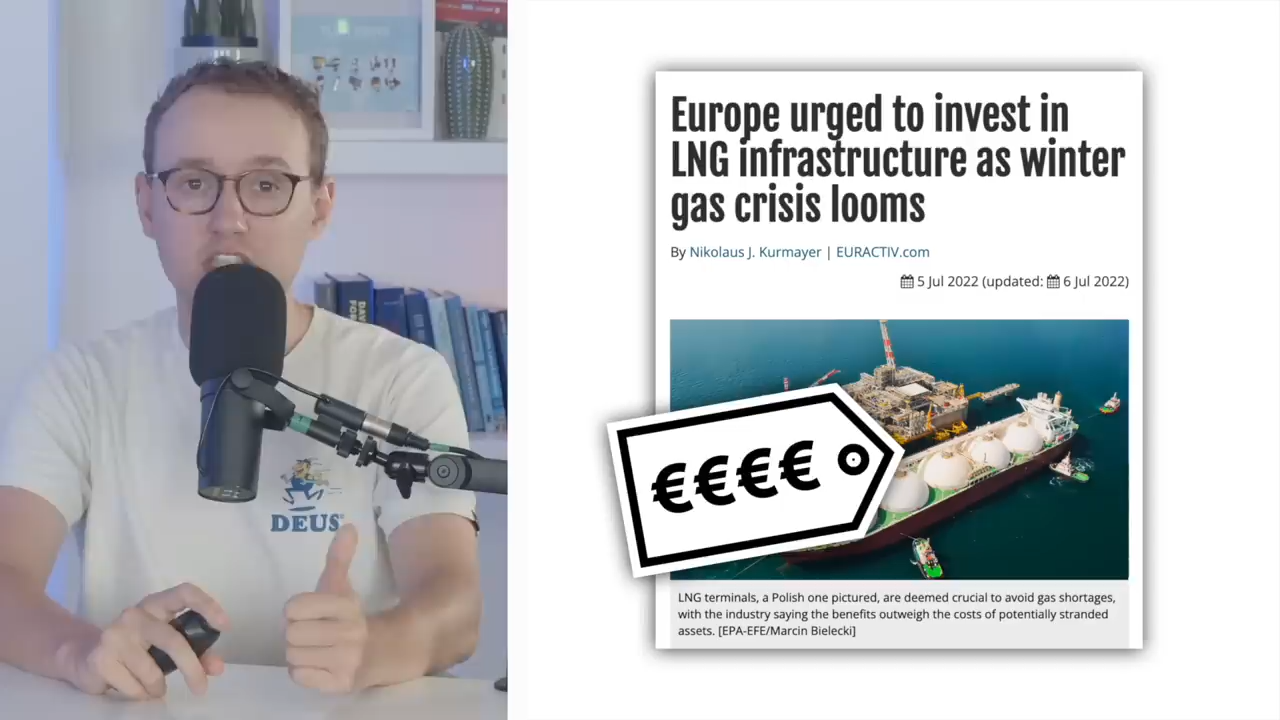 Europe urged to invest in
LNG infrastructure as winter
gas crisis looms
By Nikolaus J. Kurmayer | EURACTIV.com
5 Jul 2022 (updated: 6 Jul 2022)
€€€€
LNG terminals, a Polish one pictured, are deemed crucial to avoid gas shortages,
with the industry saying the benefits outweigh the costs of potentially stranded
assets. [EPA-EFE/Marcin Bielecki]
DEUS